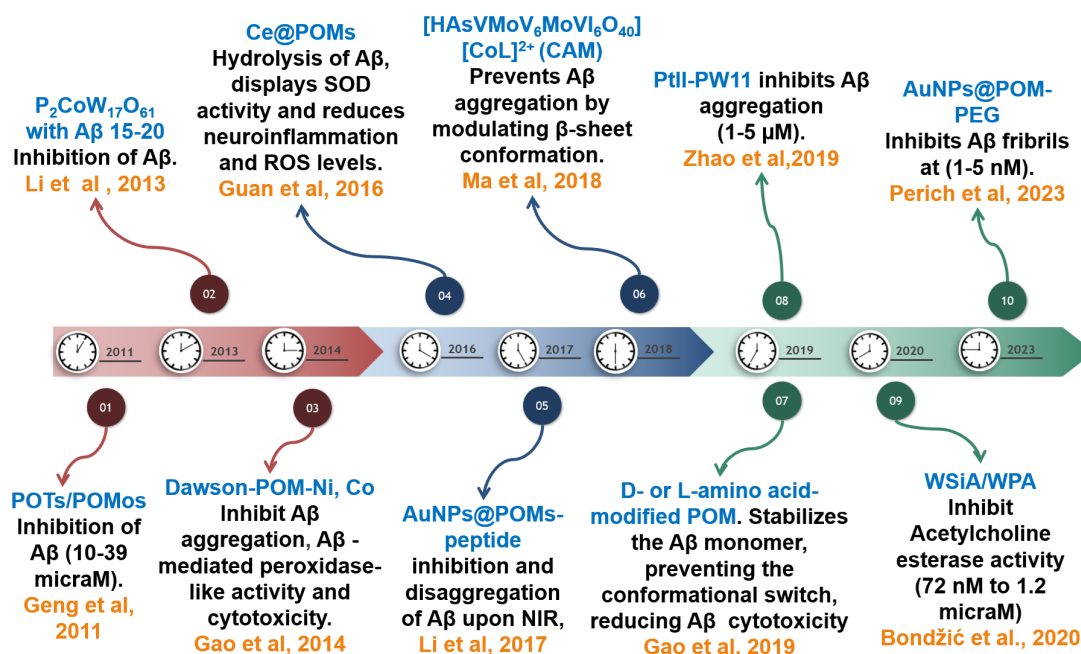 P₂CoW₁₇O₆₁
with Aβ 15-20
Inhibition of Aβ.
Li et al , 2013
Ce@POMs
Hydrolysis of Aβ,
displays SOD
activity and reduces
neuroinflammation
and ROS levels.
Guan et al, 2016
[HAsVMoV₆MoVI₆O₄₀]
[CoL]²⁺ (CAM)
Prevents Aβ
aggregation by
modulating β-sheet
conformation.
Ma et al, 2018
PtII-PW11 inhibits Aβ
aggregation
(1-5 µM).
Zhao et al,2019
AuNPs@POM-
PEG
Inhibits Aβ fribrils
at (1-5 nM).
Perich et al, 2023
02
04
06
08
10
2011
2013
2014
2016
2017
2018
2019
2020
2023
01
03
05
07
09
POTs/POMos
Inhibition of
Aβ (10-39
micraM).
Geng et al,
2011
Dawson-POM-Ni, Co
Inhibit Aβ
aggregation, Aβ -
mediated peroxidase-
like activity and
cytotoxicity.
Gao et al, 2014
AuNPs@POMs-
peptide
inhibition and
disaggregation
of Aβ upon NIR,
Li et al, 2017
D- or L-amino acid-
modified POM. Stabilizes
the Aβ monomer,
preventing the
conformational switch,
reducing Aβ cytotoxicity
Gao et al. 2019
WSiA/WPA
Inhibit
Acetylcholine
esterase activity
(72 nM to 1.2
micraM)
Bondžić et al., 2020